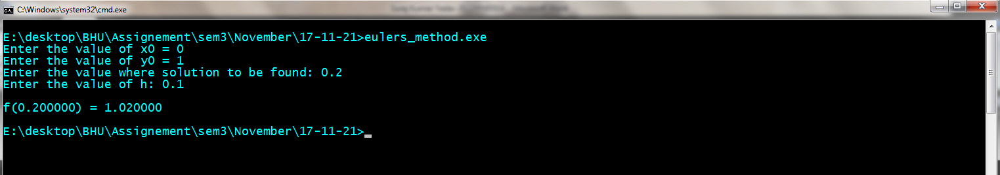 C:\Windows\system32\cmd.exe
E:\desktop\BHU\Assignement\sem3\November\17-11-21>eulers_method.exe
Enter the value of x0 = 0
Enter the value of y0 = 1
Enter the value where solution to be found: 0.2
Enter the value of h: 0.1
f(0.200000) = 1.020000
E:\desktop\BHU\Assignement\sem3\November\17-11-21>